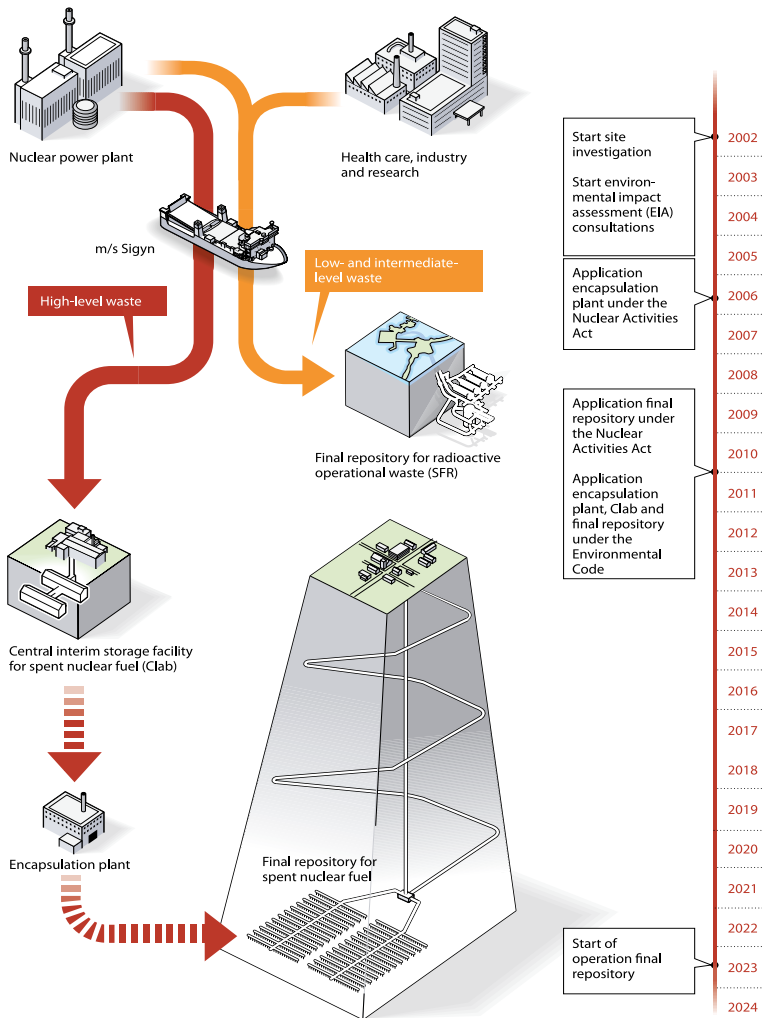 Nuclear power plant
Health care, industry
and research
m/s Sigyn
High-level waste
Low- and intermediate-
level waste
Final repository for radioactive
operational waste (SFR)
Central interim storage facility
for spent nuclear fuel (Clab)
Encapsulation plant
Final repository for
spent nuclear fuel
Start site
investigation
Start environ-
mental impact
assessment (EIA)
consultations
Application
encapsulation
plant under the
Nuclear Activities
Act
Application final
repository under
the Nuclear
Activities Act
Application
encapsulation
plant, Clab and
final repository
under the
Environmental
Code
Start of
operation final
repository
2002
2003
2004
2005
2006
2007
2008
2009
2010
2011
2012
2013
2014
2015
2016
2017
2018
2019
2020
2021
2022
2023
2024